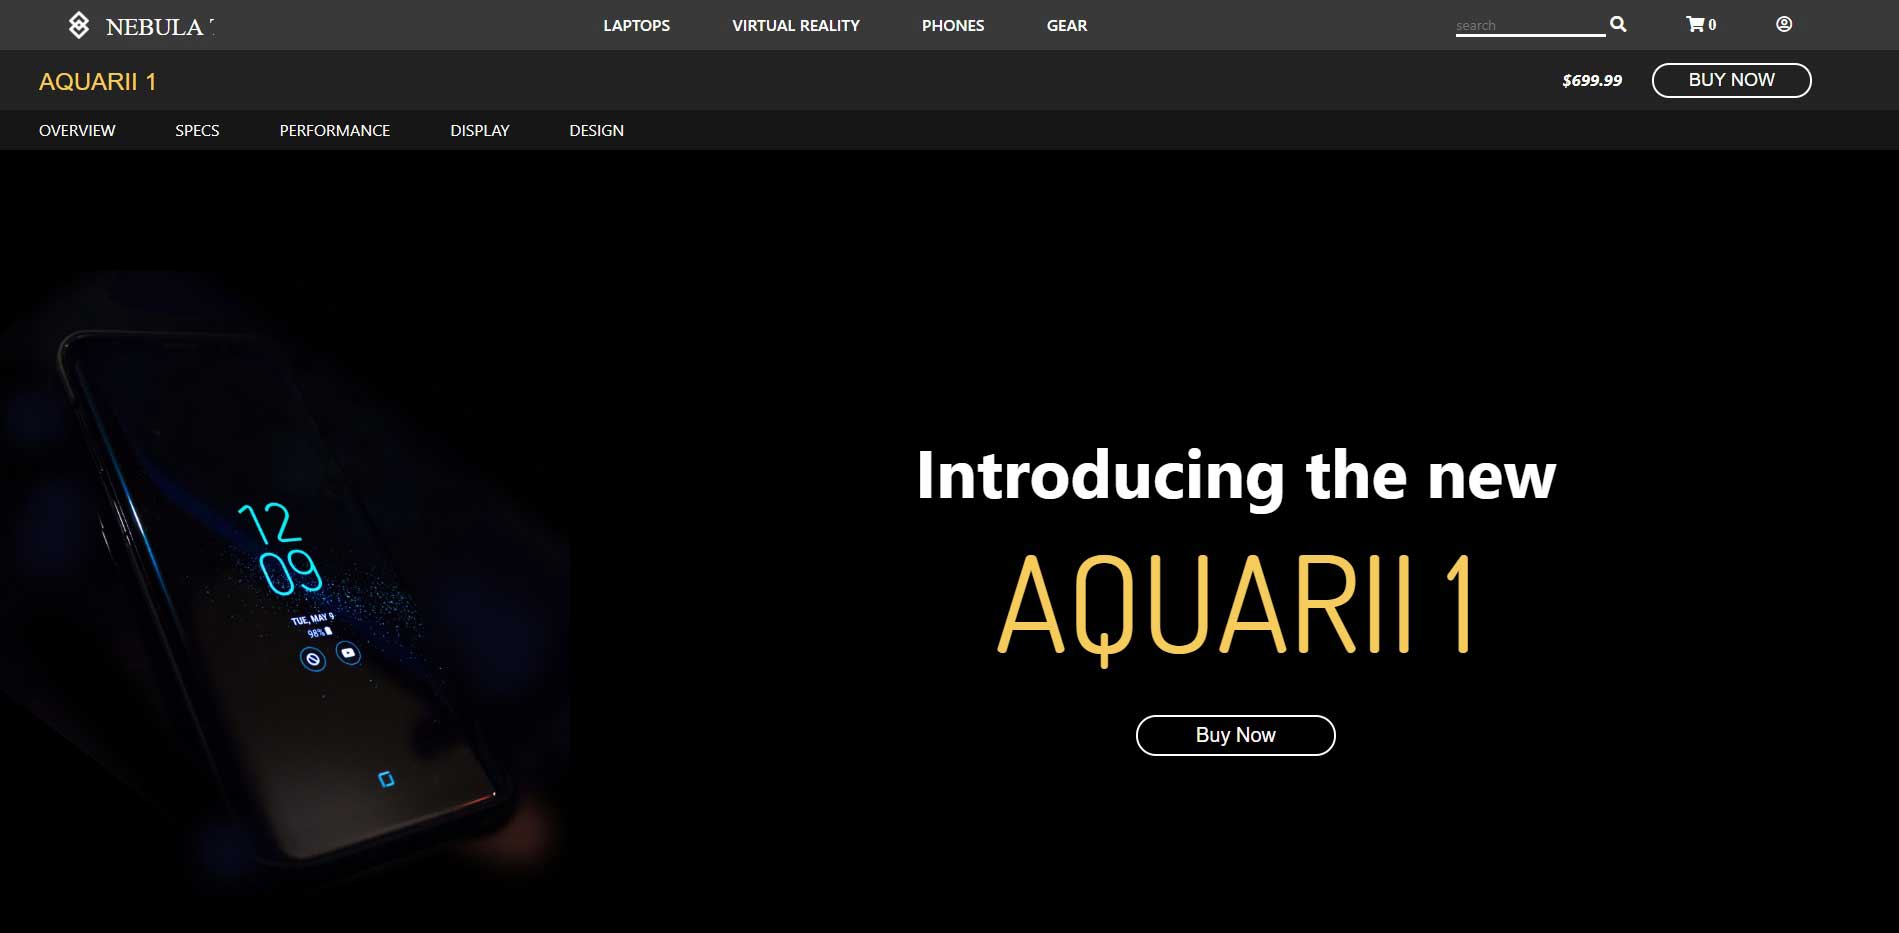 NEBULA
LAPTOPS VIRTUAL REALITY PHONES GEAR search 0
AQUARII 1 $699.99 BUY NOW
OVERVIEW SPECS PERFORMANCE DISPLAY DESIGN
Introducing the new
AQUARII 1
Buy Now
12
09
TUE, MAY 9
98%